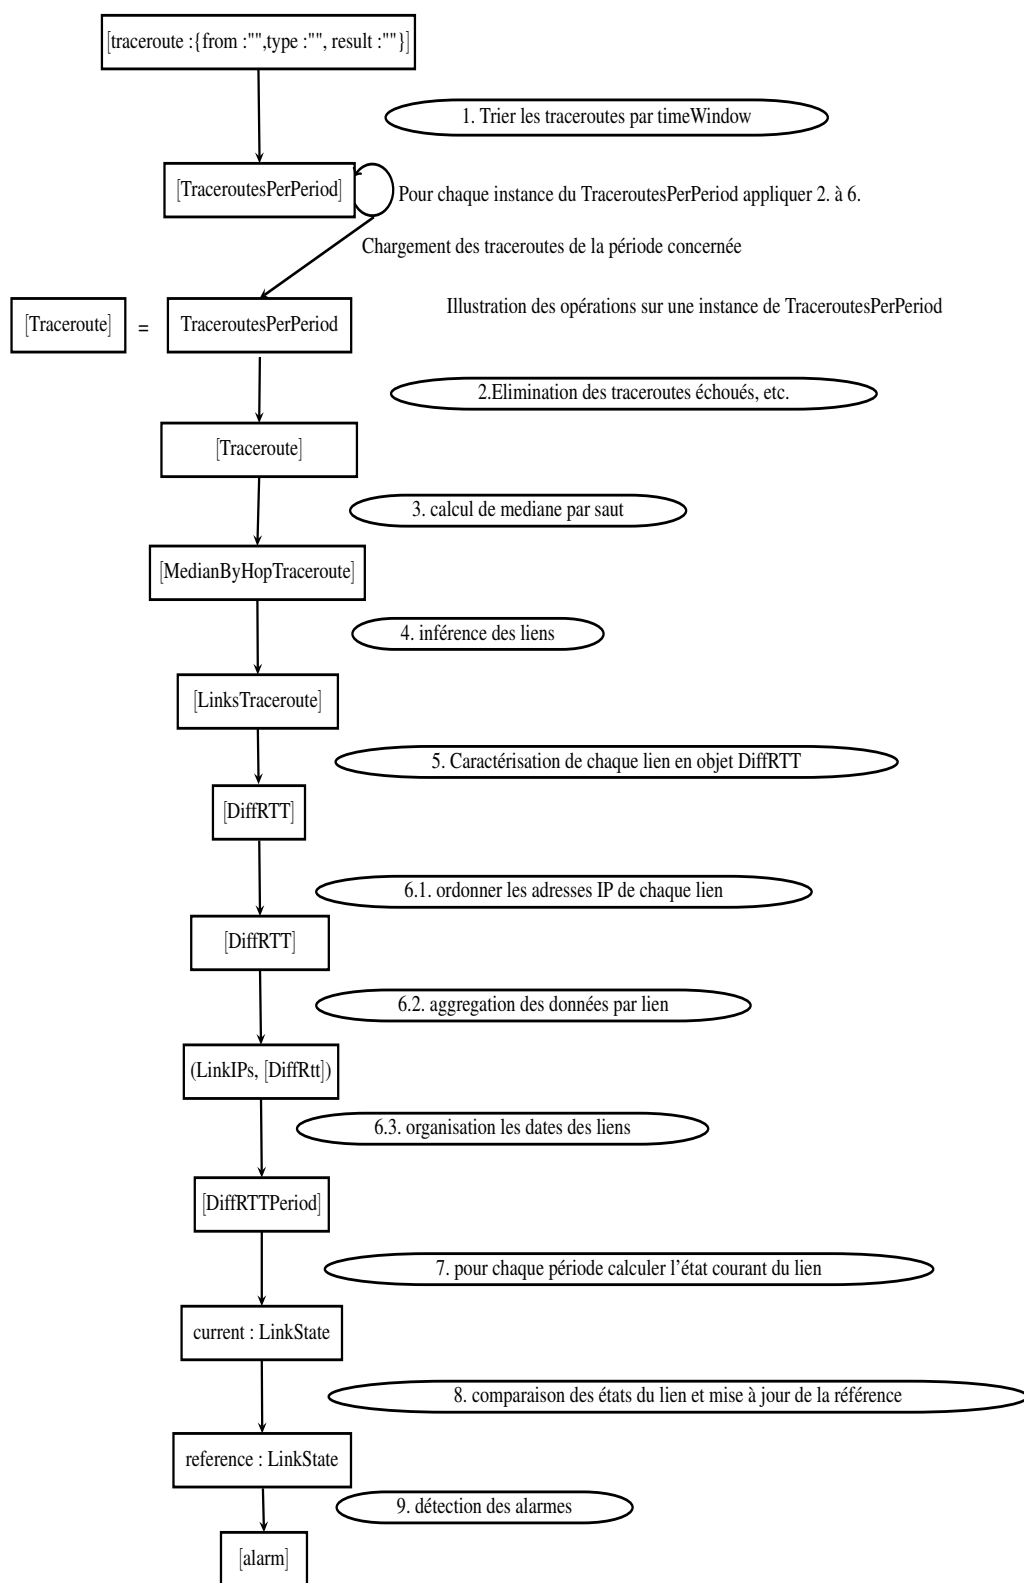 [traceroute :{from :"",type :"", result :""}]
1. Trier les traceroutes par timeWindow
[TraceroutesPerPeriod]
Pour chaque instance du TraceroutesPerPeriod appliquer 2. à 6.
Chargement des traceroutes de la période concernée
Illustration des opérations sur une instance de TraceroutesPerPeriod
[Traceroute]
=
TraceroutesPerPeriod
2.Elimination des traceroutes échoués, etc.
[Traceroute]
3. calcul de mediane par saut
[MedianByHopTraceroute]
4. inférence des liens
[LinksTraceroute]
5. Caractérisation de chaque lien en objet DiffRTT
[DiffRTT]
6.1. ordonner les adresses IP de chaque lien
[DiffRTT]
6.2. aggregation des données par lien
(LinkIPs, [DiffRtt])
6.3. organisation les dates des liens
[DiffRTTPeriod]
7. pour chaque période calculer l'état courant du lien
current : LinkState
8. comparaison des états du lien et mise à jour de la référence
reference : LinkState
9. détection des alarmes
[alarm]